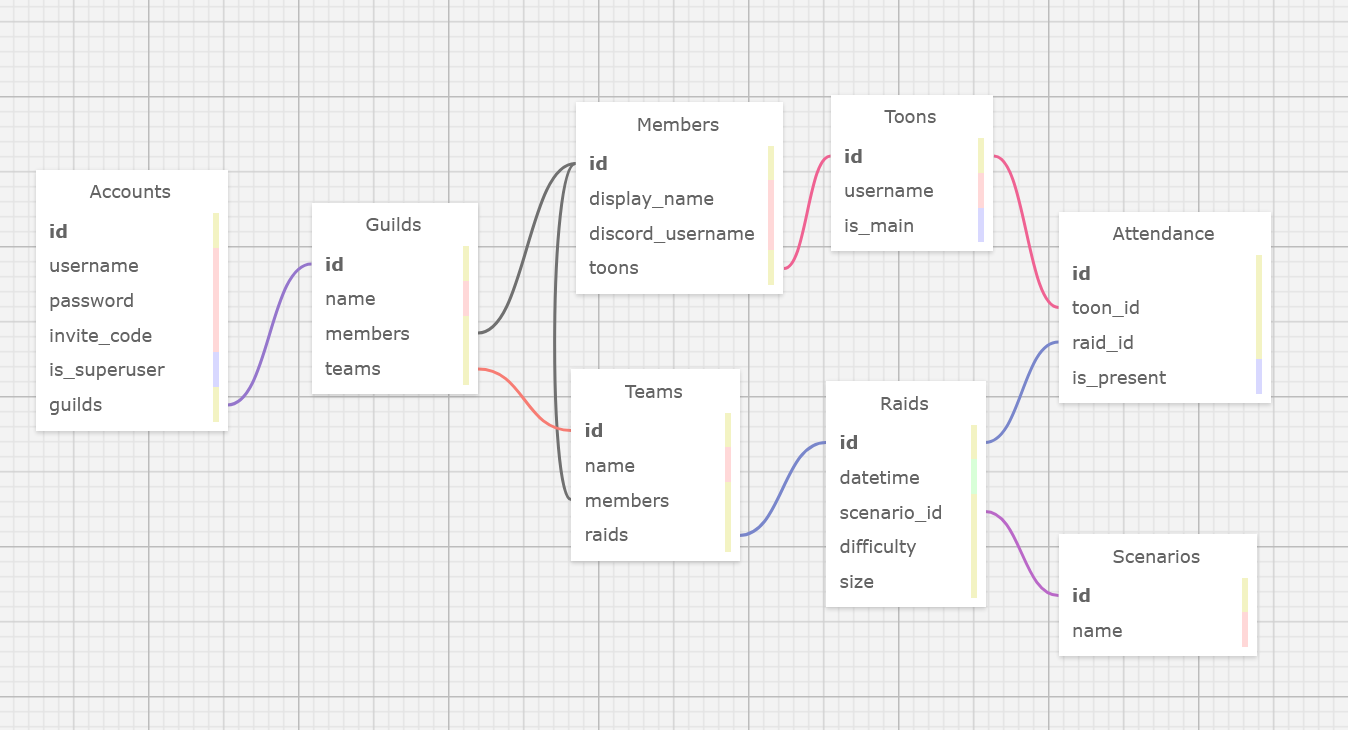 Accounts
id
username
password
invite_code
is_superuser
guilds
Guilds
id
name
members
teams
Members
id
display_name
discord_username
toons
Teams
id
name
members
raids
Toons
id
username
is_main
Raids
id
datetime
scenario_id
difficulty
size
Attendance
id
toon_id
raid_id
is_present
Scenarios
id
name